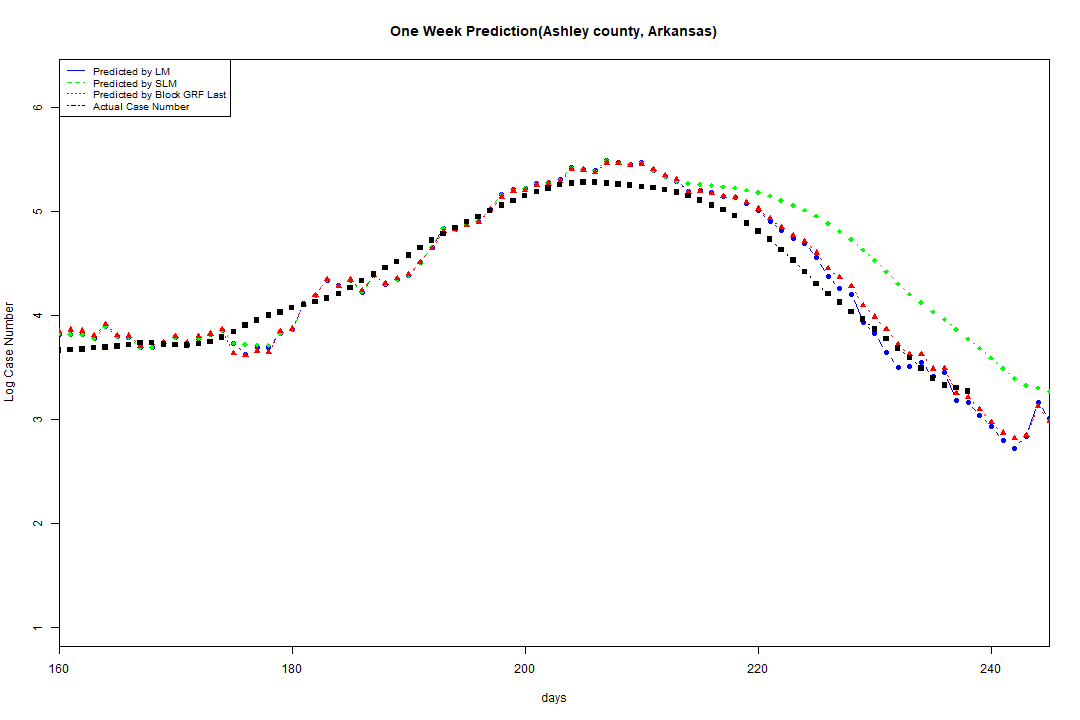 One Week Prediction(Ashley county, Arkansas)
Predicted by LM
Predicted by SLM
Predicted by Block GRF Last
Actual Case Number
6
5
4
3
2
1
Log Case Number
160 180 200 220 240
days